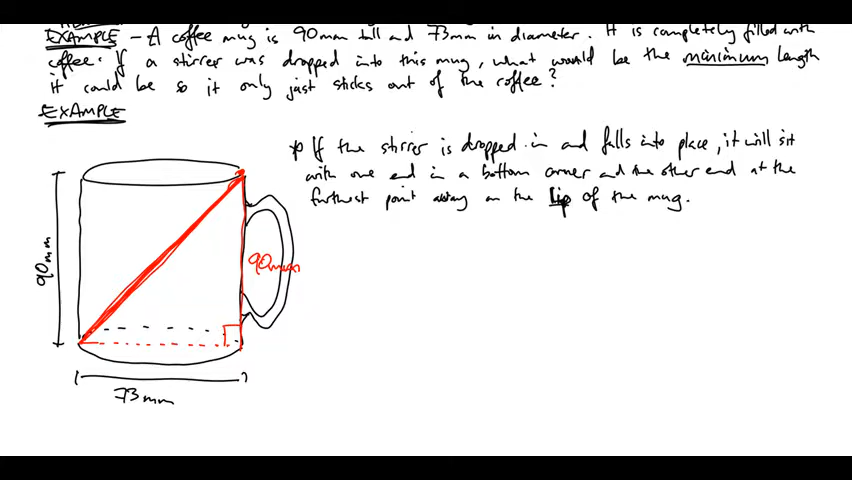 EXAMPLE - A coffee mug is 90mm tall and 73mm in diameter. It is completely filled with
coffee. If a stirrer was dropped into this mug, what would be the minimum length
it could be so it only just sticks out of the coffee?
EXAMPLE
* If the stirrer is dropped in and falls into place, it will sit
with one end in a bottom corner and the other end at the
furthest point away on the lip of the mug.
90mm
90mm
73mm